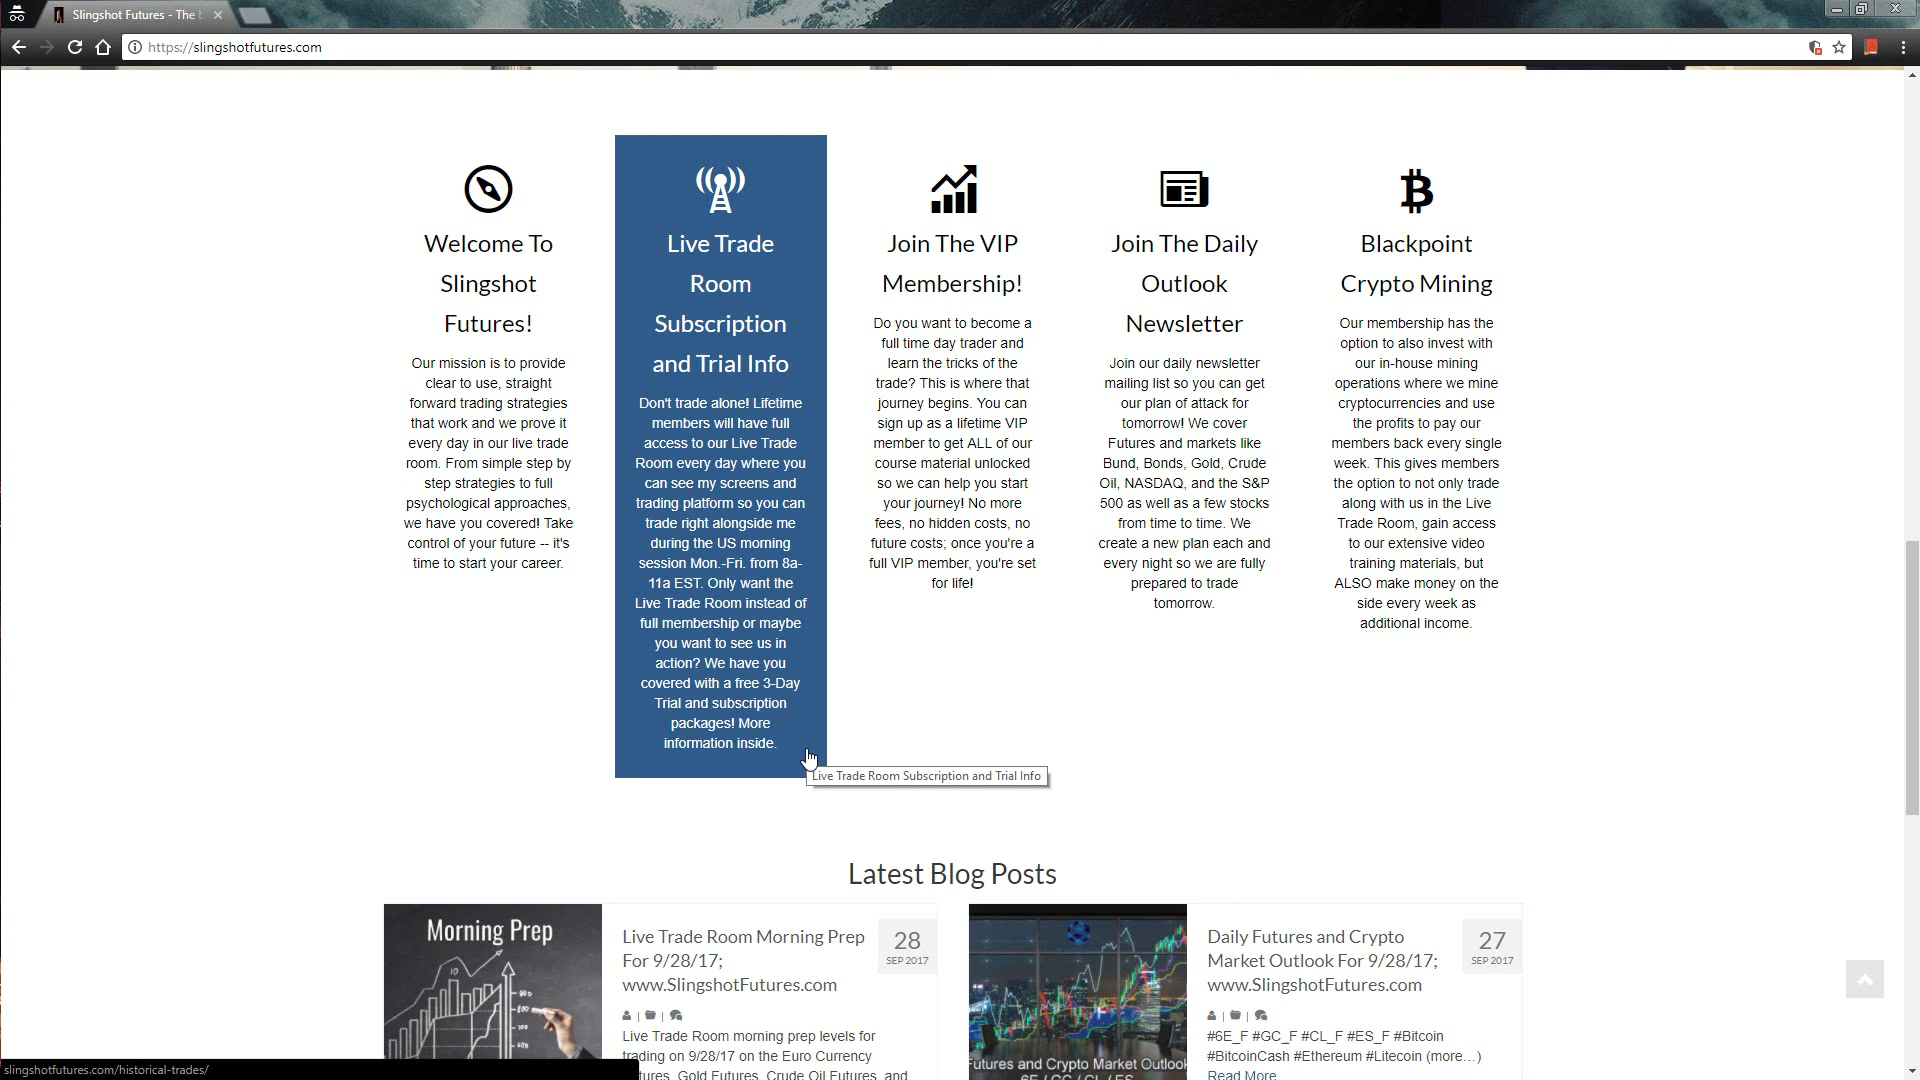 Slingshot Futures - The b
https://slingshotfutures.com
Welcome To
Slingshot
Futures!
Our mission is to provide
clear to use, straight
forward trading strategies
that work and we prove it
every day in our live trade
room. From simple step by
step strategies to full
psychological approaches,
we have you covered! Take
control of your future -- it's
time to start your career.
Live Trade
Room
Subscription
and Trial Info
Don't trade alone! Lifetime
members will have full
access to our Live Trade
Room every day where you
can see my screens and
trading platform so you can
trade right alongside me
during the US morning
session Mon.-Fri. from 8a-
11a EST. Only want the
Live Trade Room instead of
full membership or maybe
you want to see us in
action? We have you
covered with a free 3-Day
Trial and subscription
packages! More
information inside.
Live Trade Room Subscription and Trial Info
Join The VIP
Membership!
Do you want to become a
full time day trader and
learn the tricks of the
trade? This is where that
journey begins. You can
sign up as a lifetime VIP
member to get ALL of our
course material unlocked
so we can help you start
your journey! No more
fees, no hidden costs, no
future costs; once you're a
full VIP member, you're set
for life!
Join The Daily
Outlook
Newsletter
Join our daily newsletter
mailing list so you can get
our plan of attack for
tomorrow! We cover
Futures and markets like
Bund, Bonds, Gold, Crude
Oil, NASDAQ, and the S&P
500 as well as a few stocks
from time to time. We
create a new plan each and
every night so we are fully
prepared to trade
tomorrow.
Blackpoint
Crypto Mining
Our membership has the
option to also invest with
our in-house mining
operations where we mine
cryptocurrencies and use
the profits to pay our
members back every single
week. This gives members
the option to not only trade
along with us in the Live
Trade Room, gain access
to our extensive video
training materials, but
ALSO make money on the
side every week as
additional income.
Latest Blog Posts
Morning Prep
Live Trade Room Morning Prep
For 9/28/17;
www.SlingshotFutures.com
28
SEP 2017
Live Trade Room morning prep levels for
trading on 9/28/17 on the Euro Currency
Futures, Gold Futures, Crude Oil Futures, and
Futures and Crypto Market Outlook
6E / GC / CL / ES
Daily Futures and Crypto
Market Outlook For 9/28/17;
www.SlingshotFutures.com
27
SEP 2017
#6E_F #GC_F #CL_F #ES_F #Bitcoin
#BitcoinCash #Ethereum #Litecoin (more…)
Read More
slingshotfutures.com/historical-trades/